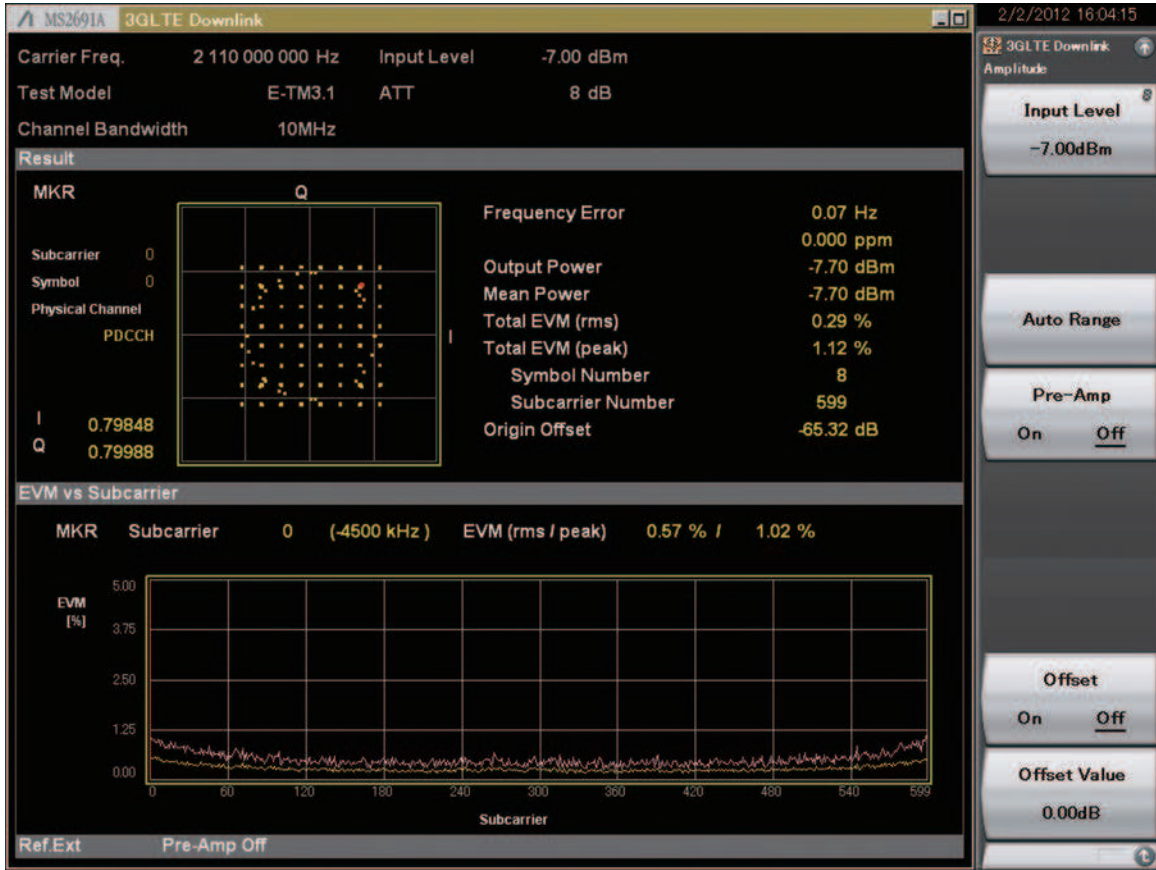 MS2691A 3GLTE Downlink
2/2/2012 16:04:15
Carrier Freq. 2 110 000 000 Hz Input Level -7.00 dBm
Test Model E-TM3.1 ATT 8 dB
Channel Bandwidth 10MHz
Result
MKR
Subcarrier 0
Symbol 0
Physical Channel
PDCCH
I 0.79848
Q 0.79988
Q
I
Frequency Error 0.07 Hz
0.000 ppm
Output Power -7.70 dBm
Mean Power -7.70 dBm
Total EVM (rms) 0.29 %
Total EVM (peak) 1.12 %
Symbol Number 8
Subcarrier Number 599
Origin Offset -65.32 dB
EVM vs Subcarrier
MKR Subcarrier 0 (-4500 kHz ) EVM (rms / peak) 0.57 % / 1.02 %
EVM
[%]
5.00
3.75
2.50
1.25
0.00
0 60 120 180 240 300 360 420 480 540 599
Subcarrier
Ref.Ext Pre-Amp Off
3GLTE Downlink
Amplitude
8
Input Level
-7.00dBm
Auto Range
Pre-Amp
On Off
Offset
On Off
Offset Value
0.00dB